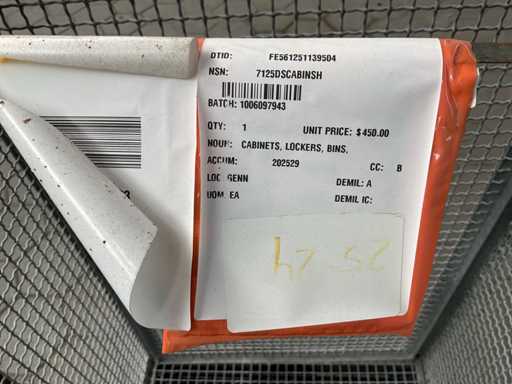 DTID: FE561251139504
NSN: 7125DSCABINSH
BATCH: 1006097943
QTY: 1 UNIT PRICE: $450.00
NOUN: CABINETS, LOCKERS, BINS,
ACCUM: 202529 CC: B
LOC: GENN DEMIL: A
UOM: EA DEMIL IC: